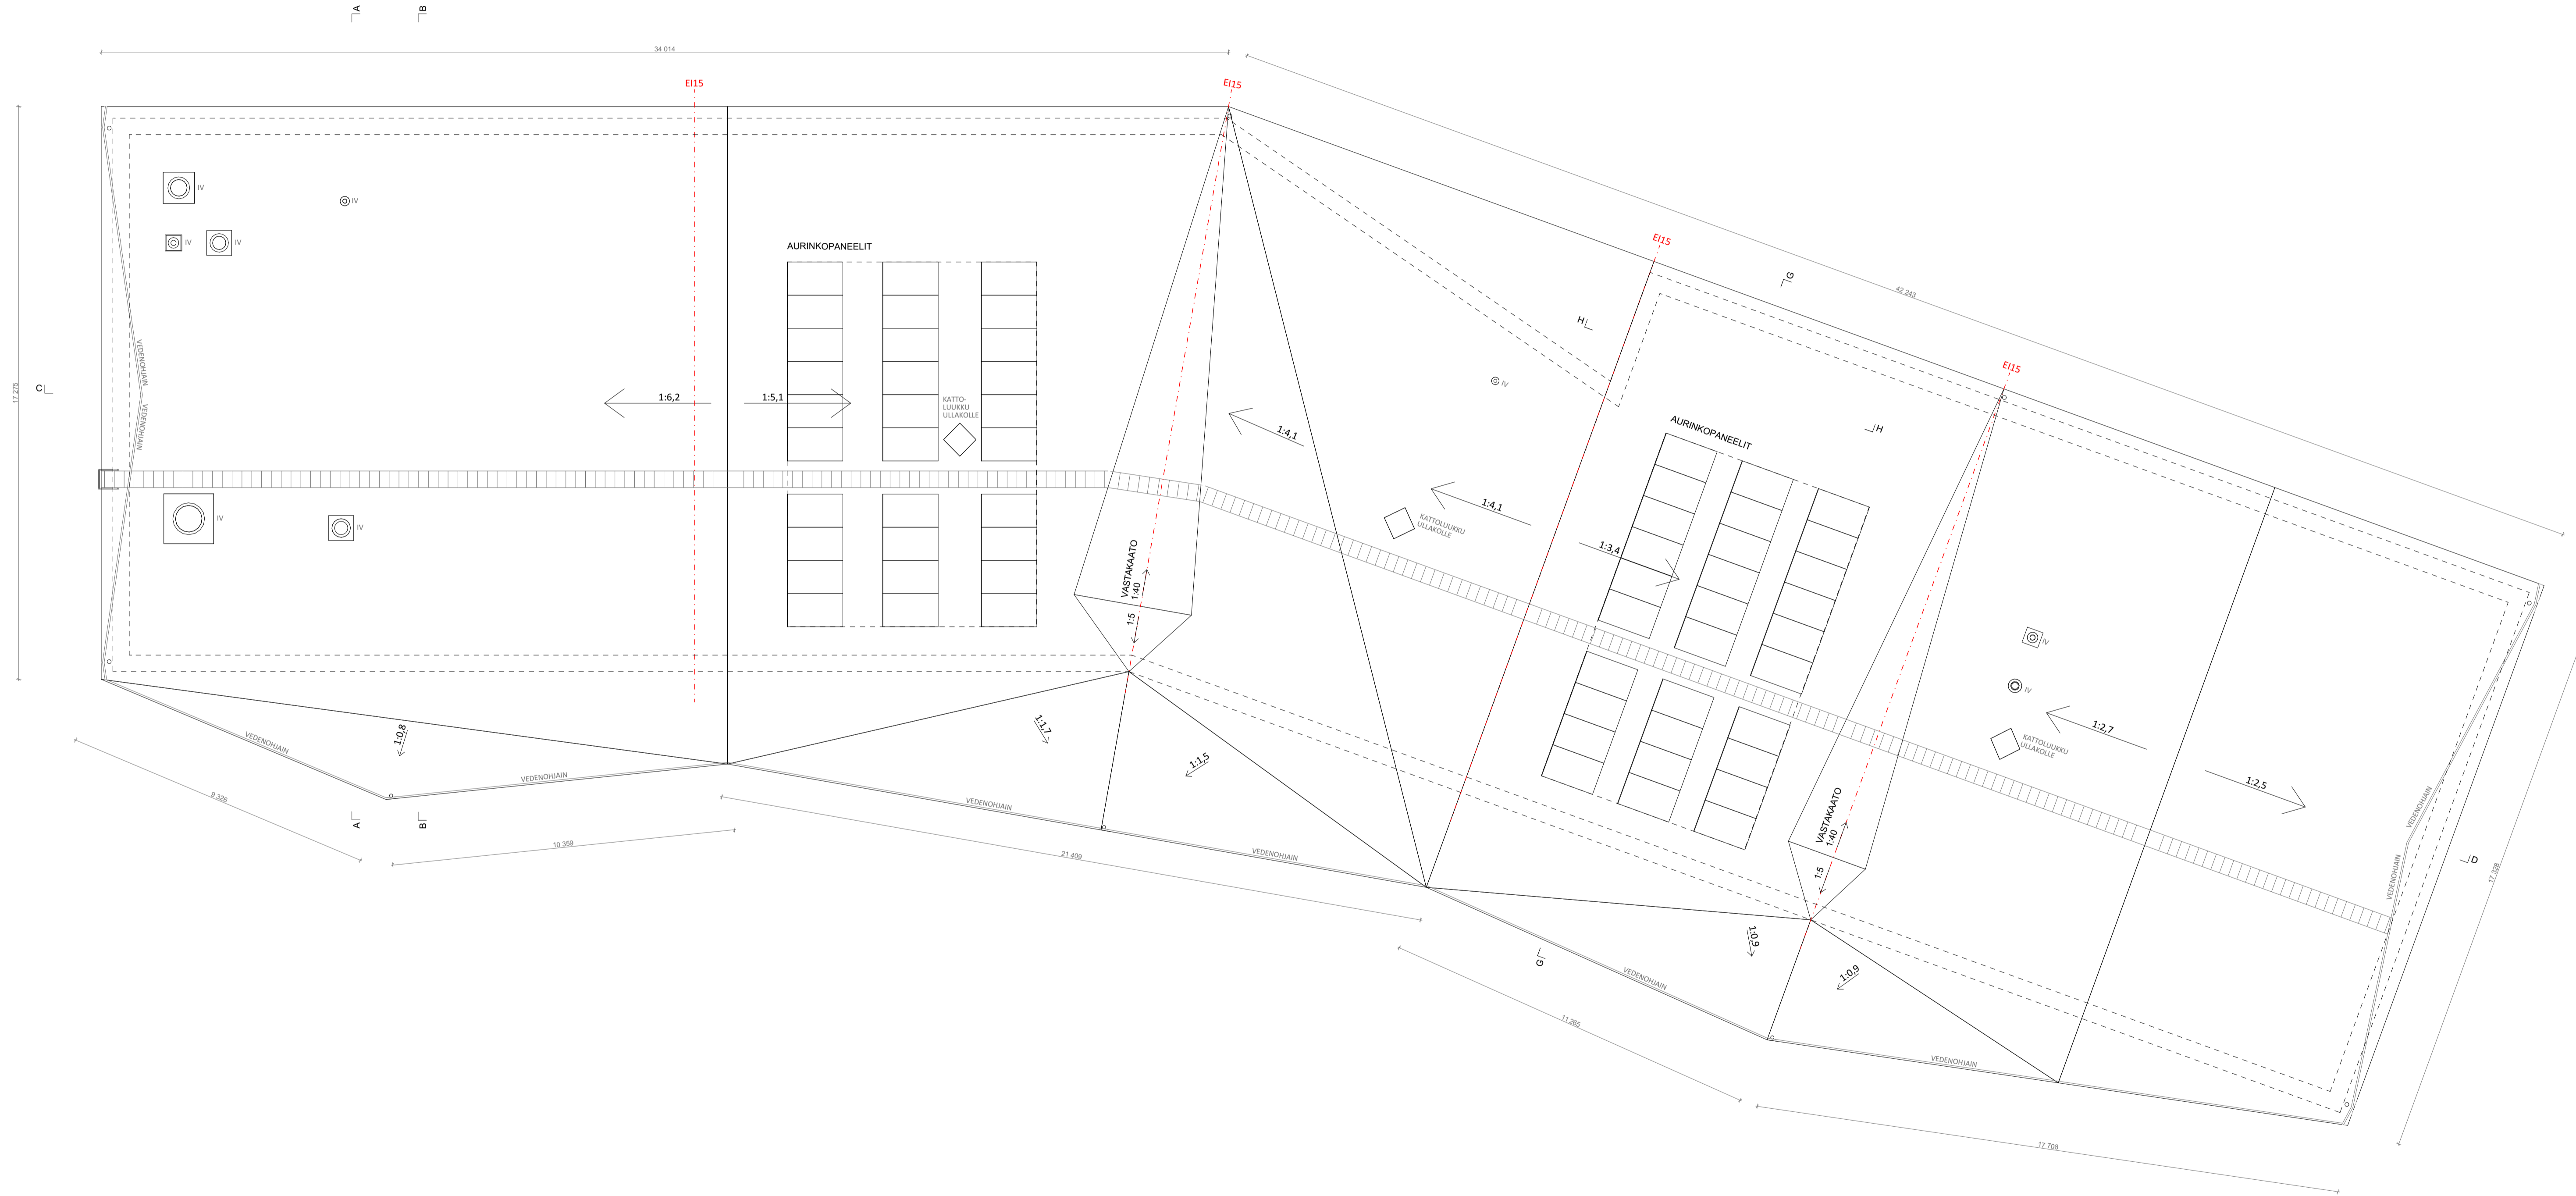 A
B
34 014
EI15
EI15
42 243
17 275
C
IV
IV
IV
IV
VEDENOHJAIN
VEDENOHJAIN
1:6,2
1:5,1
AURINKOPANEELIT
KATTO-
LUUKKU
ULLAKOLLE
IV
IV
VASTAKAATO
1:40
1:5
EI15
G
H
IV
1:4,1
1:4,1
KATTOLUUKKU
ULLAKOLLE
AURINKOPANEELIT
1:3,4
H
EI15
IV
IV
KATTOLUUKKU
ULLAKOLLE
1:2,7
1:2,5
VASTAKAATO
1:40
1:5
VEDENOHJAIN
VEDENOHJAIN
D
17 328
VEDENOHJAIN
1:0,8
VEDENOHJAIN
A
B
9 326
10 359
1:1,7
1:1,5
VEDENOHJAIN
VEDENOHJAIN
21 409
1:0,9
1:0,9
G
VEDENOHJAIN
VEDENOHJAIN
11 265
17 708